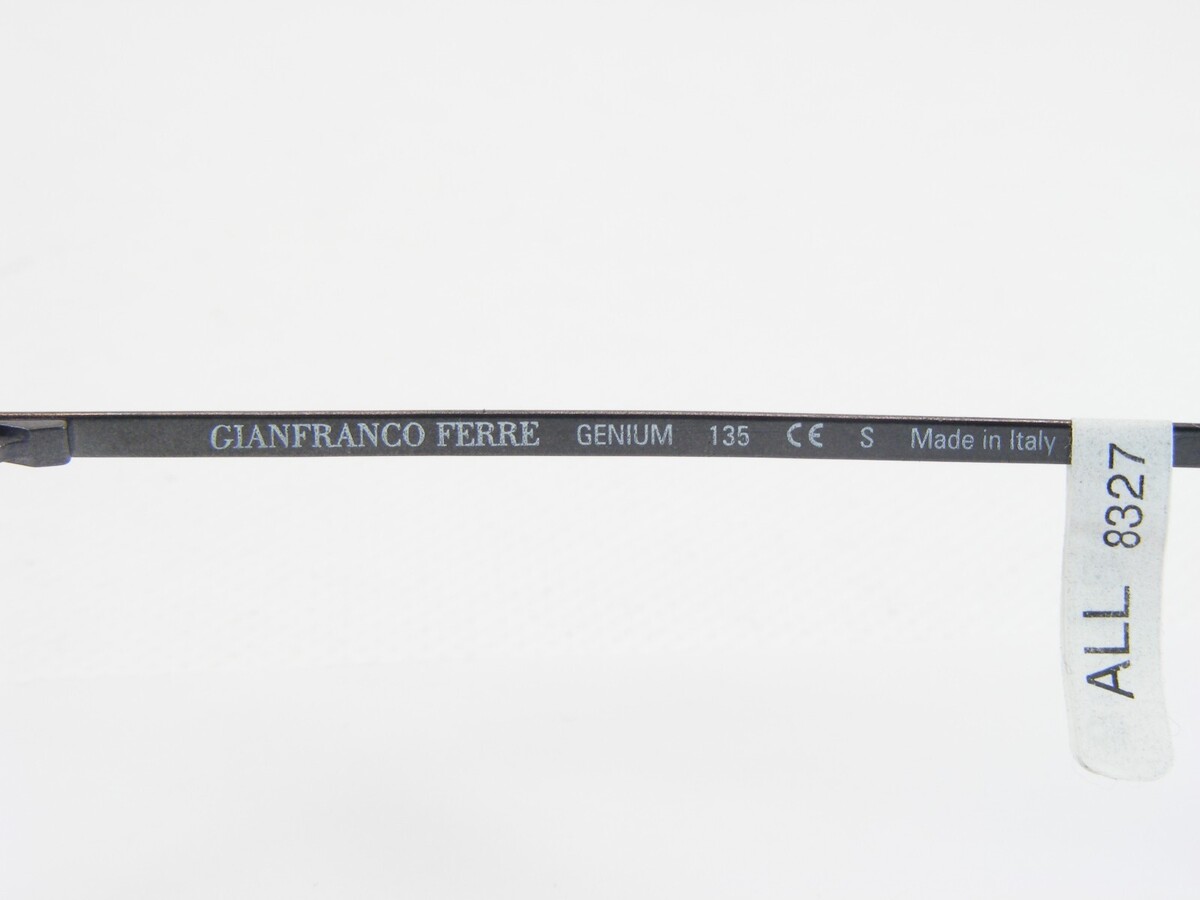 GIANFRANCO FERRE GENIUM 135 CE S Made in Italy
ALL 8327